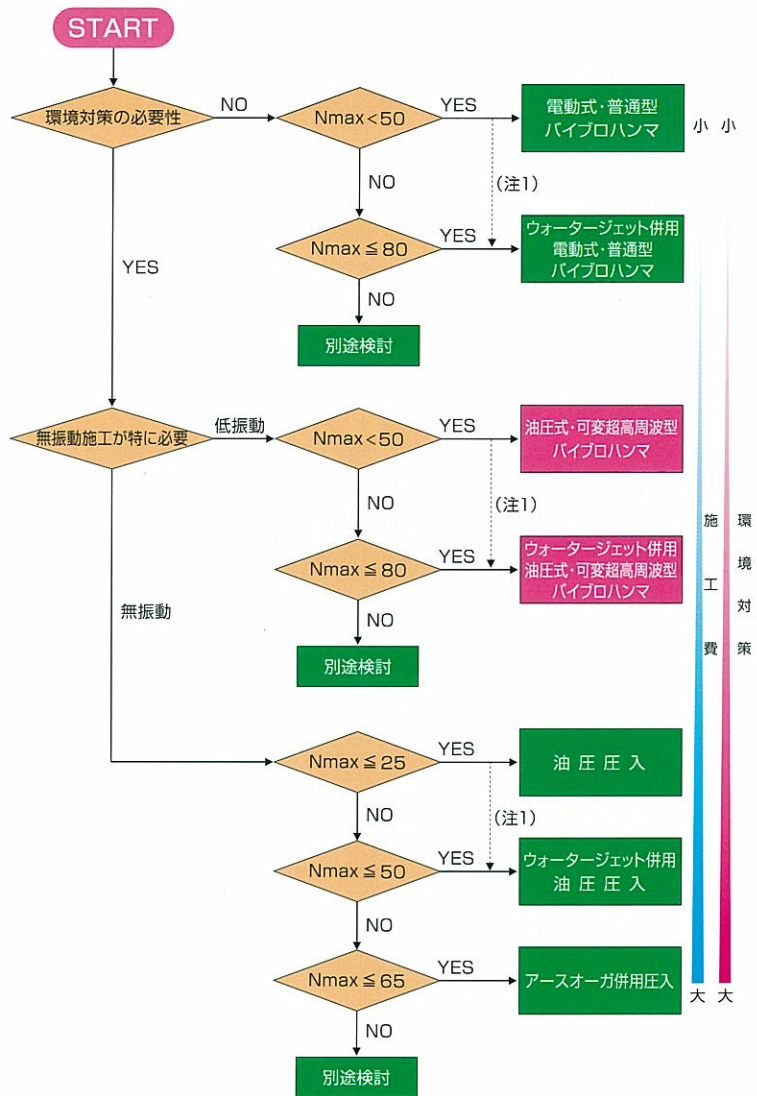 START
環境対策の必要性
NO
Nmax<50
YES
電動式・普通型
バイブロハンマ
小
小
NO
(注1)
Nmax≦80
YES
ウォータージェット併用
電動式・普通型
バイブロハンマ
YES
NO
別途検討
無振動施工が特に必要
低振動
Nmax<50
YES
油圧式・可変超高周波型
バイブロハンマ
NO
(注1)
施工費
環境対策
Nmax≦80
YES
ウォータージェット併用
油圧式・可変超高周波型
バイブロハンマ
無振動
NO
別途検討
Nmax≦25
YES
油圧圧入
NO
(注1)
Nmax≦50
YES
ウォータージェット併用
油圧圧入
NO
Nmax≦65
YES
アースオーガ併用圧入
大
大
NO
別途検討